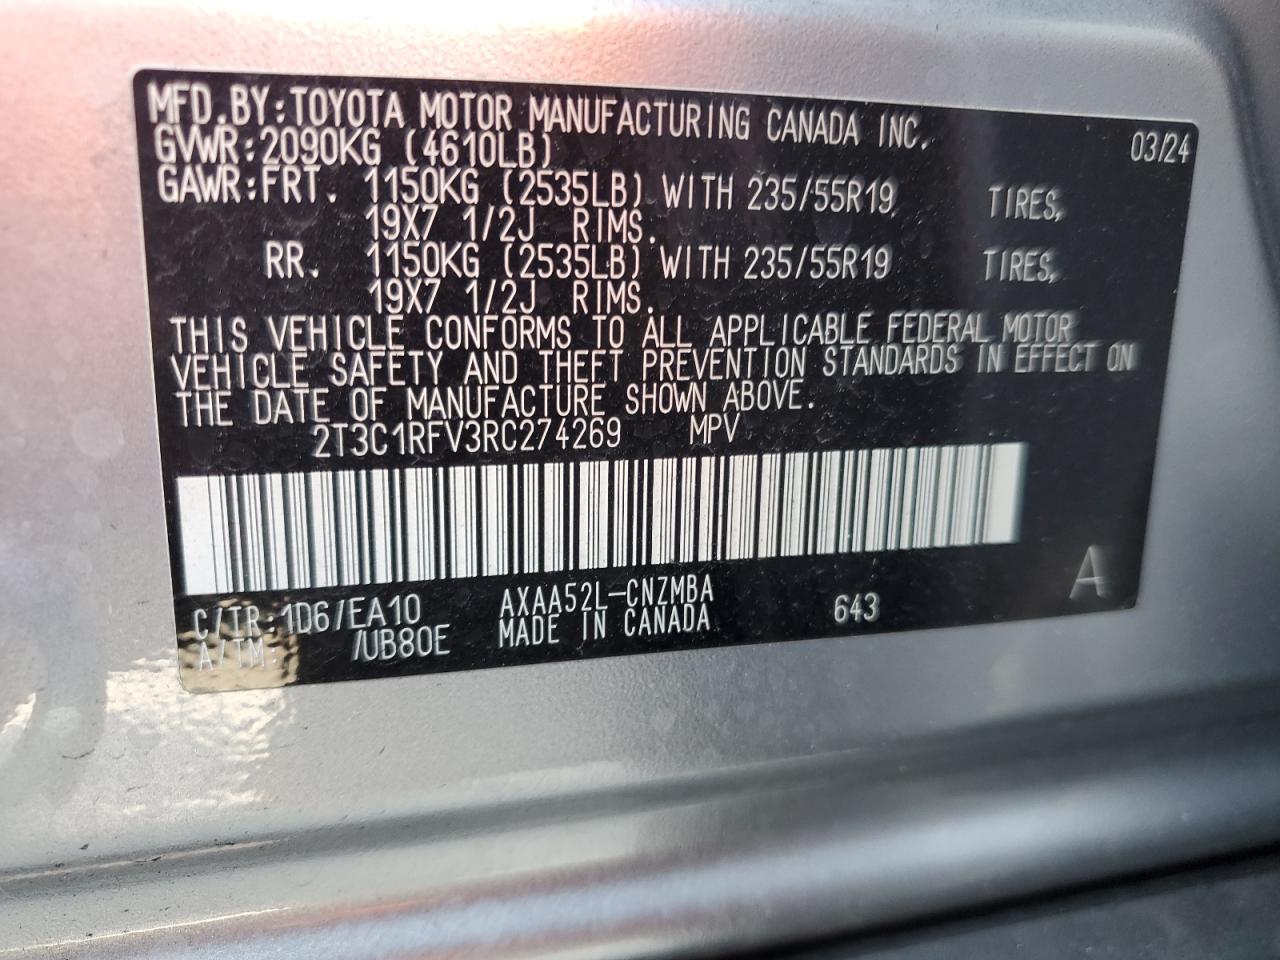 MFD.BY:TOYOTA MOTOR MANUFACTURING CANADA INC. 03/24
GVWR:2090KG (4610LB)
GAWR:FRT. 1150KG (2535LB) WITH 235/55R19 TIRES,
19X7 1/2J RIMS.
RR. 1150KG (2535LB) WITH 235/55R19 TIRES,
19X7 1/2J RIMS.
THIS VEHICLE CONFORMS TO ALL APPLICABLE FEDERAL MOTOR
VEHICLE SAFETY AND THEFT PREVENTION STANDARDS IN EFFECT ON
THE DATE OF MANUFACTURE SHOWN ABOVE.
2T3C1RFV3RC274269 MPV
A
C/TR:1D6/EA10 AXAA52L-CNZMBA 643
A/TM: /UB80E MADE IN CANADA